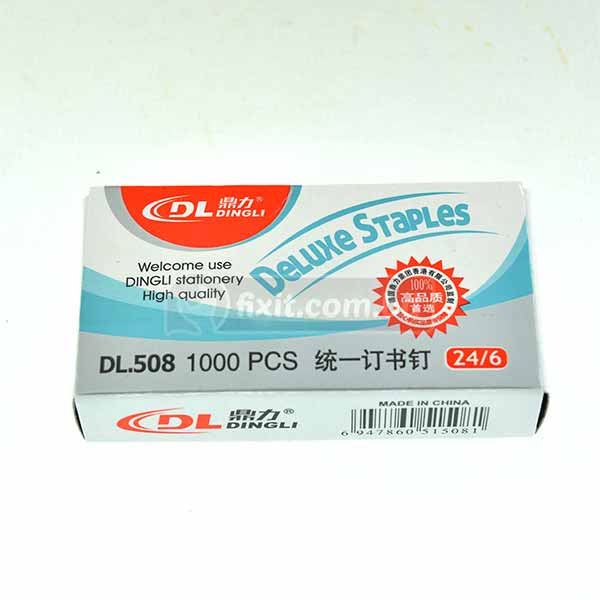 DL 鼎力®
DINGLI
Deluxe Staples
Welcome use
DINGLI stationery
High quality
fixit.com.
100%
高品质
首选
DL.508 1000 PCS 统一订书钉 24/6
DL 鼎力®
DINGLI
MADE IN CHINA
6 947860 515081